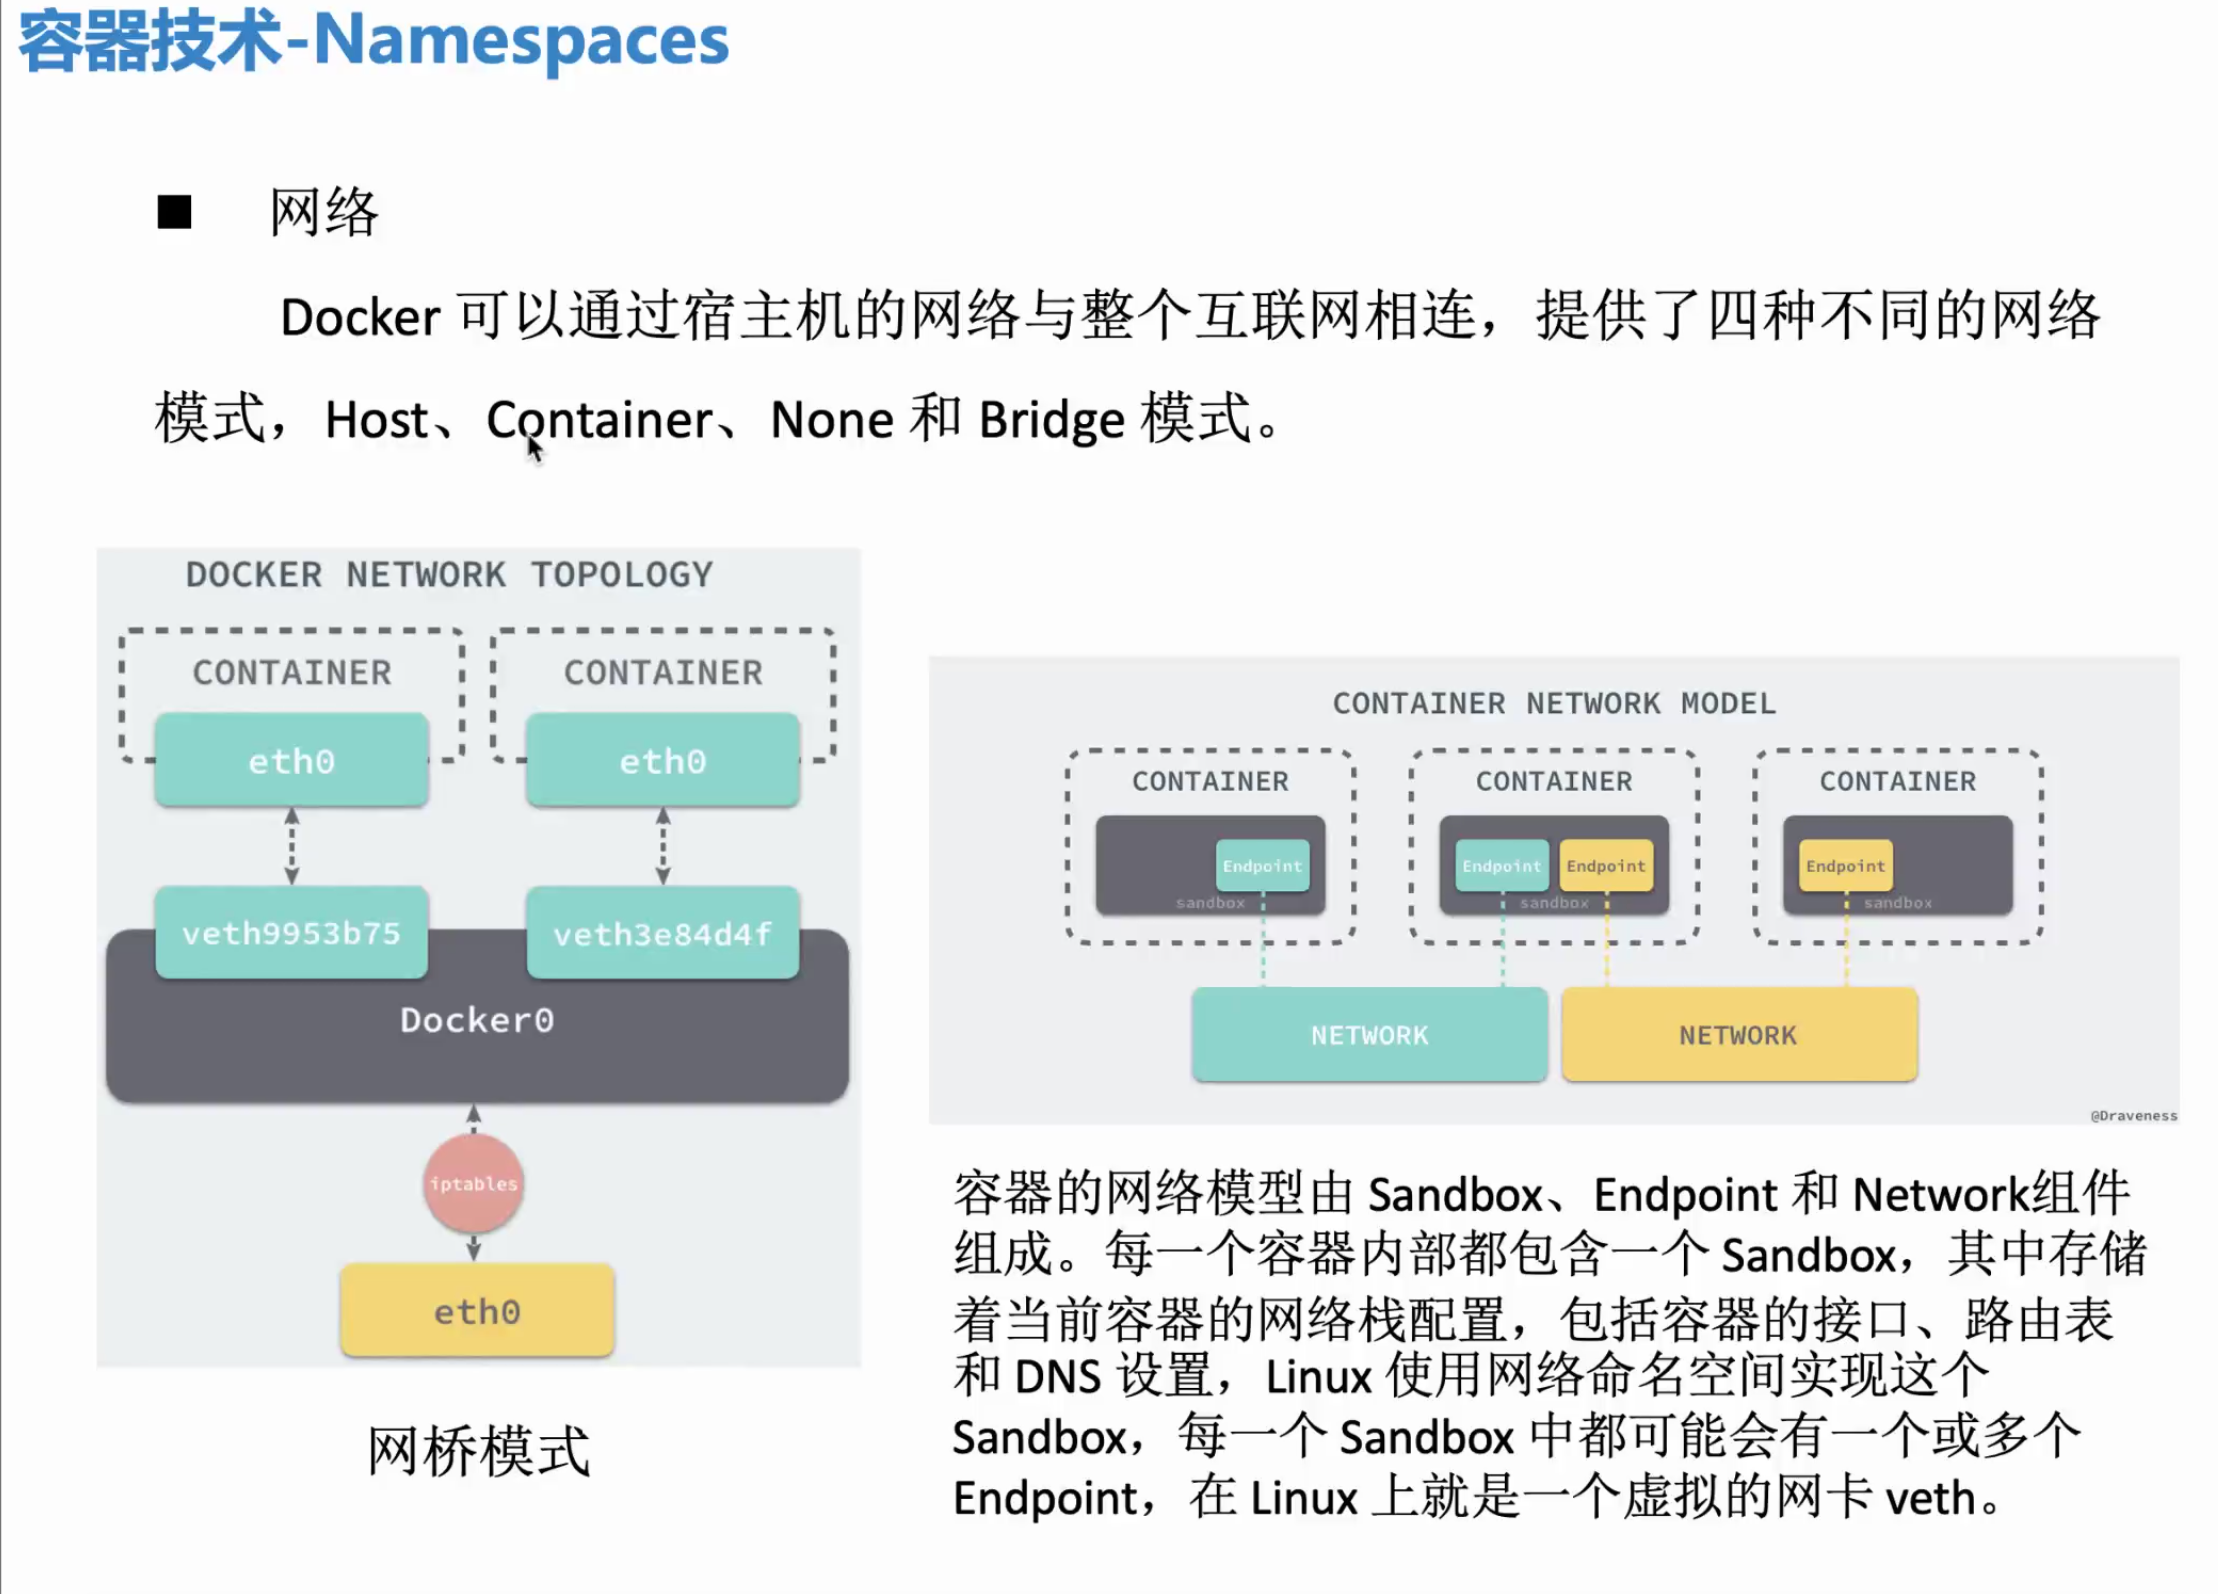 容器技术-Namespaces
■ 网络
Docker 可以通过宿主机的网络与整个互联网相连，提供了四种不同的网络
模式，Host、Container、None 和 Bridge 模式。
DOCKER NETWORK TOPOLOGY
CONTAINER
CONTAINER
eth0
eth0
veth9953b75
veth3e84d4f
Docker0
iptables
eth0
网桥模式
CONTAINER NETWORK MODEL
CONTAINER
CONTAINER
CONTAINER
Endpoint
Endpoint
Endpoint
Endpoint
sandbox
sandbox
sandbox
NETWORK
NETWORK
@Draveness
容器的网络模型由 Sandbox、Endpoint 和 Network组件
组成。每一个容器内部都包含一个 Sandbox，其中存储
着当前容器的网络栈配置，包括容器的接口、路由表
和 DNS 设置，Linux 使用网络命名空间实现这个
Sandbox，每一个 Sandbox 中都可能会有一个或多个
Endpoint，在 Linux 上就是一个虚拟的网卡 veth。